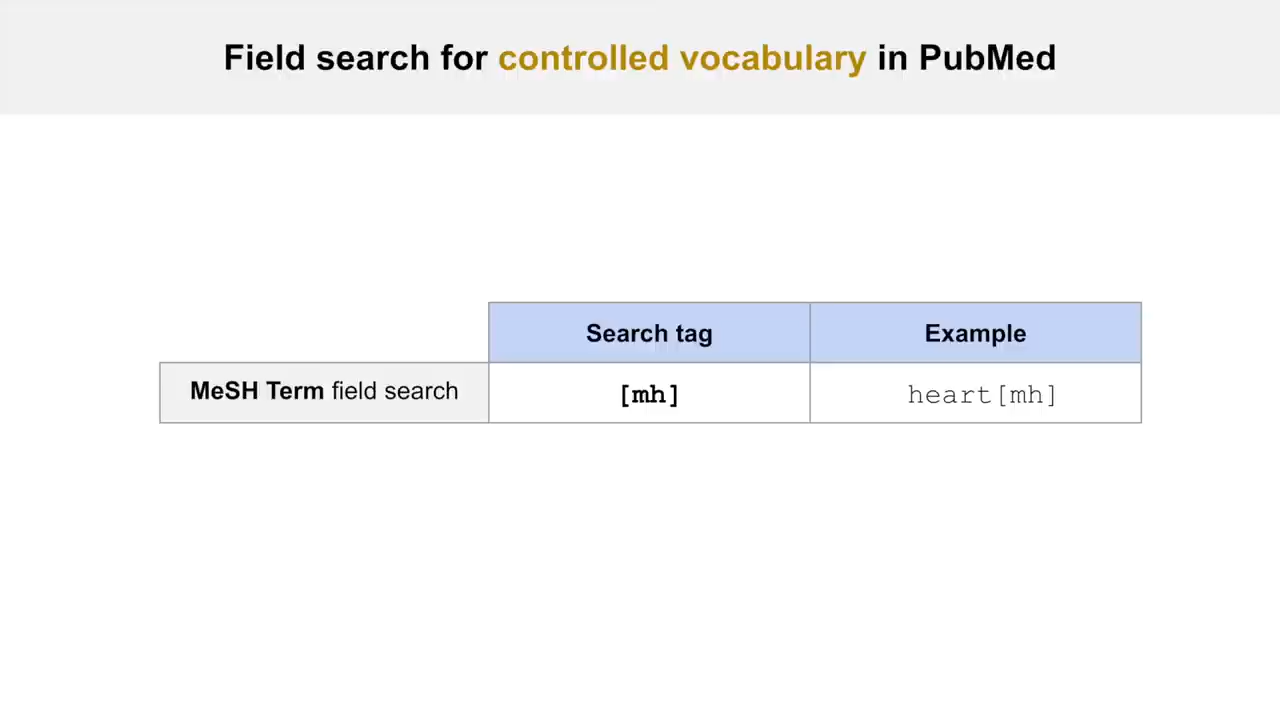 Field search for controlled vocabulary in PubMed
Search tag
Example
MeSH Term field search
[mh]
heart[mh]